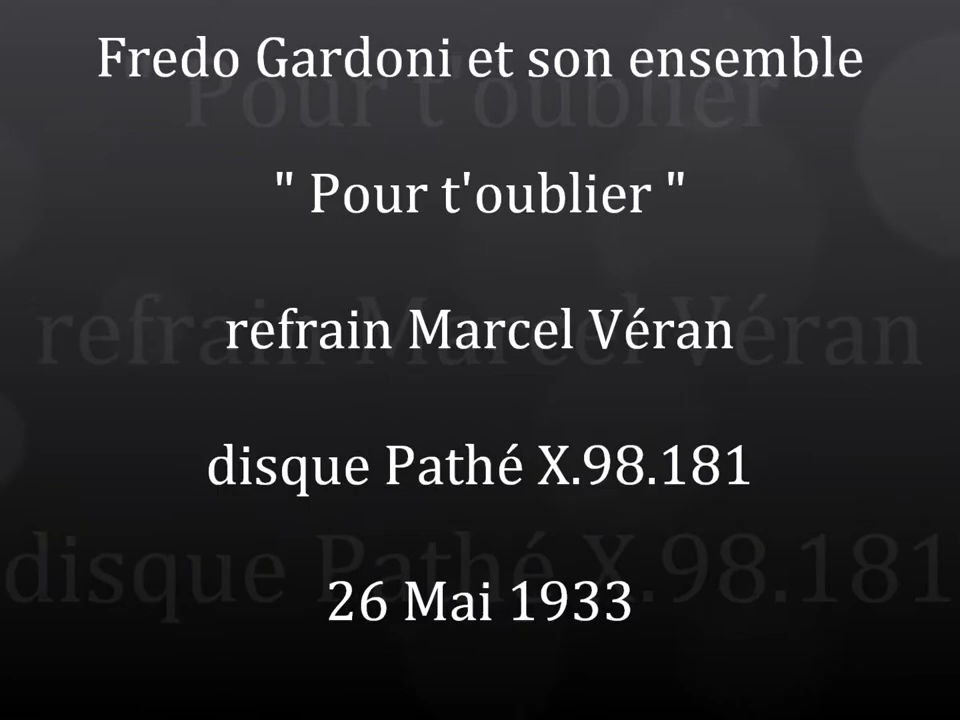 Fredo Gardoni et son ensemble
" Pour t'oublier "
refrain Marcel Véran
disque Pathé X.98.181
26 Mai 1933